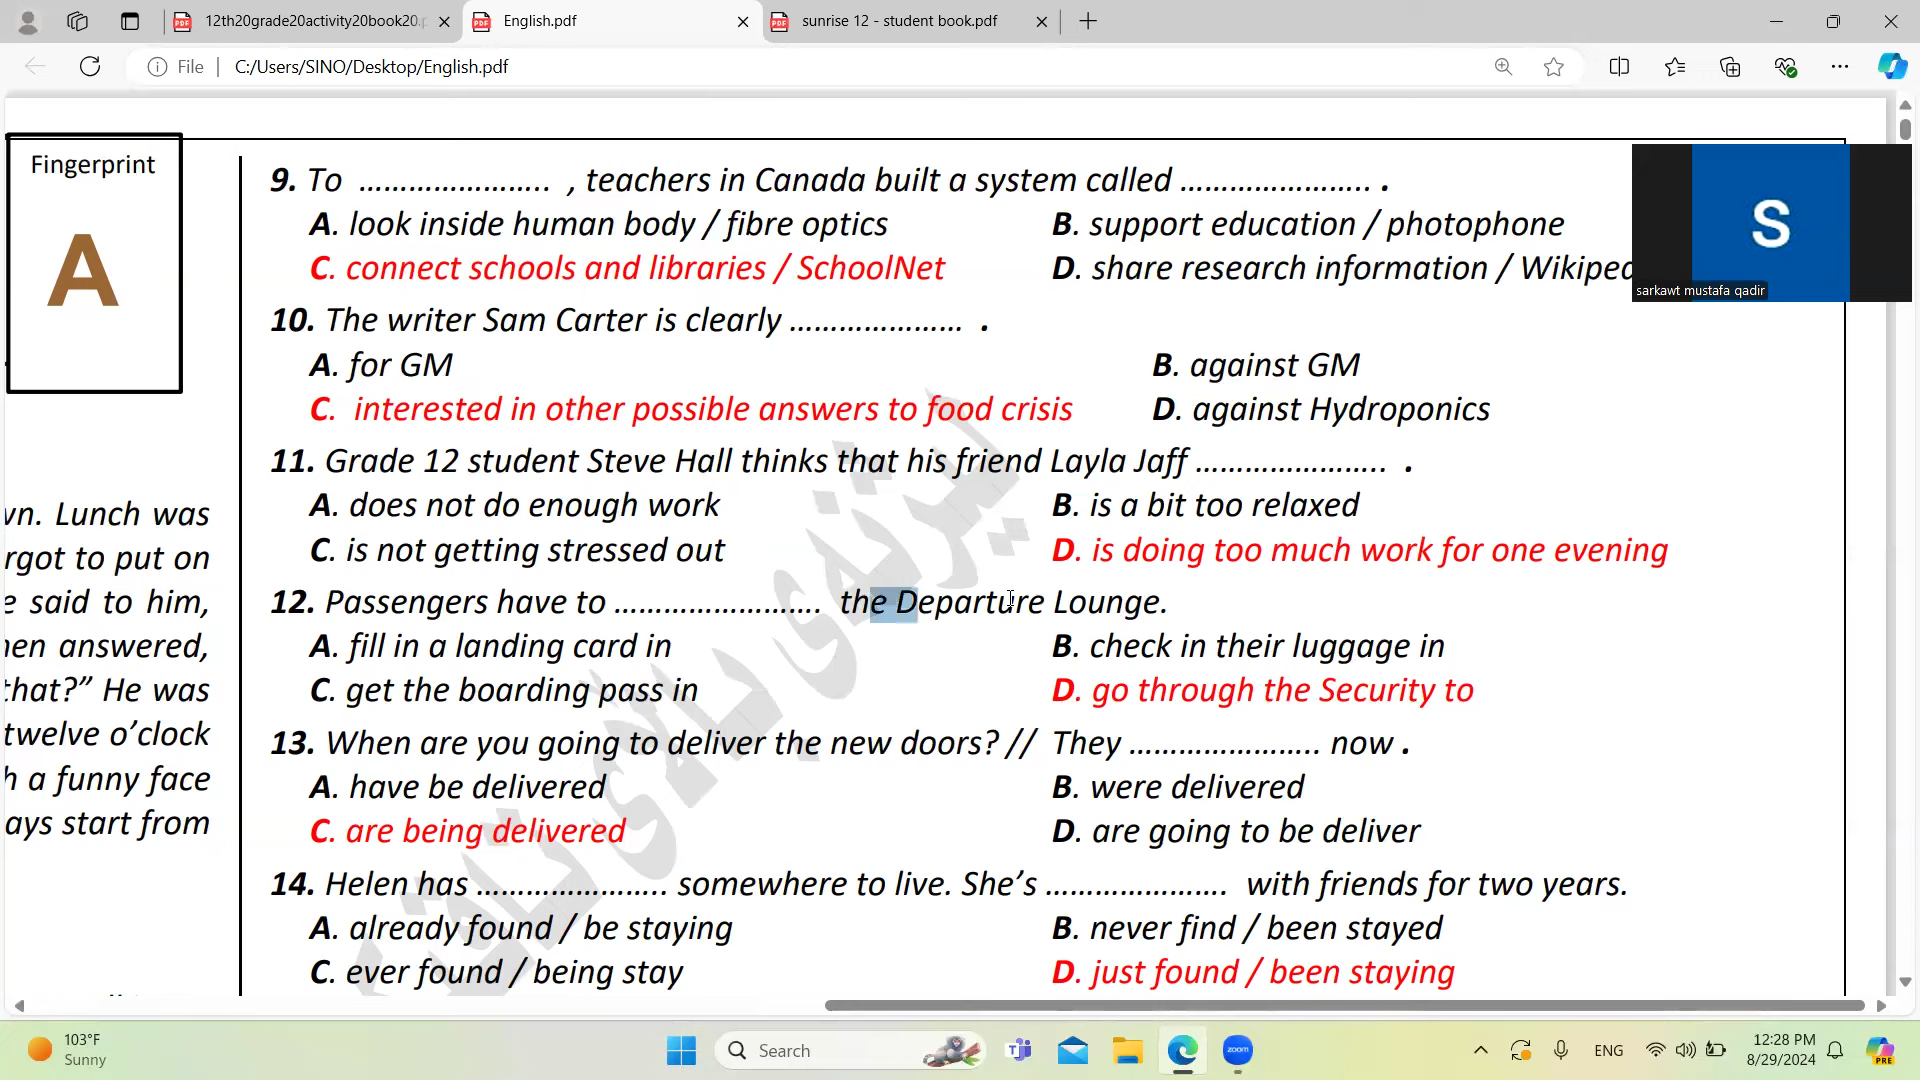 12th20grade20activity20book20.p
English.pdf
sunrise 12 - student book.pdf
File
C:/Users/SINO/Desktop/English.pdf
Fingerprint
A
wn. Lunch was
rgot to put on
e said to him,
hen answered,
that?” He was
twelve o’clock
h a funny face
ays start from
9. To ………………….. , teachers in Canada built a system called ………………….. .
A. look inside human body / fibre optics
B. support education / photophone
C. connect schools and libraries / SchoolNet
D. share research information / Wikiped
10. The writer Sam Carter is clearly ………………… .
A. for GM
B. against GM
C. interested in other possible answers to food crisis
D. against Hydroponics
11. Grade 12 student Steve Hall thinks that his friend Layla Jaff ………………….. .
A. does not do enough work
B. is a bit too relaxed
C. is not getting stressed out
D. is doing too much work for one evening
12. Passengers have to ……………………. the Departure Lounge.
A. fill in a landing card in
B. check in their luggage in
C. get the boarding pass in
D. go through the Security to
13. When are you going to deliver the new doors? // They ………………….. now .
A. have be delivered
B. were delivered
C. are being delivered
D. are going to be deliver
14. Helen has ………………….. somewhere to live. She’s …………………. with friends for two years.
A. already found / be staying
B. never find / been stayed
C. ever found / being stay
D. just found / been staying
S
sarkawt mustafa qadir
103°F
Sunny
Search
zoom
ENG
12:28 PM
8/29/2024
PRE